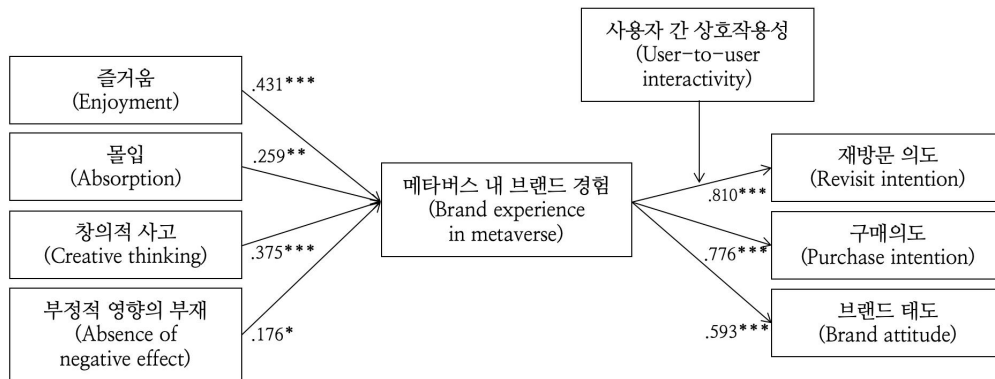 즐거움
(Enjoyment)
몰입
(Absorption)
창의적 사고
(Creative thinking)
부정적 영향의 부재
(Absence of
negative effect)
.431***
.259**
.375***
.176*
메타버스 내 브랜드 경험
(Brand experience
in metaverse)
사용자 간 상호작용성
(User-to-user
interactivity)
.810***
.776***
.593***
재방문 의도
(Revisit intention)
구매의도
(Purchase intention)
브랜드 태도
(Brand attitude)